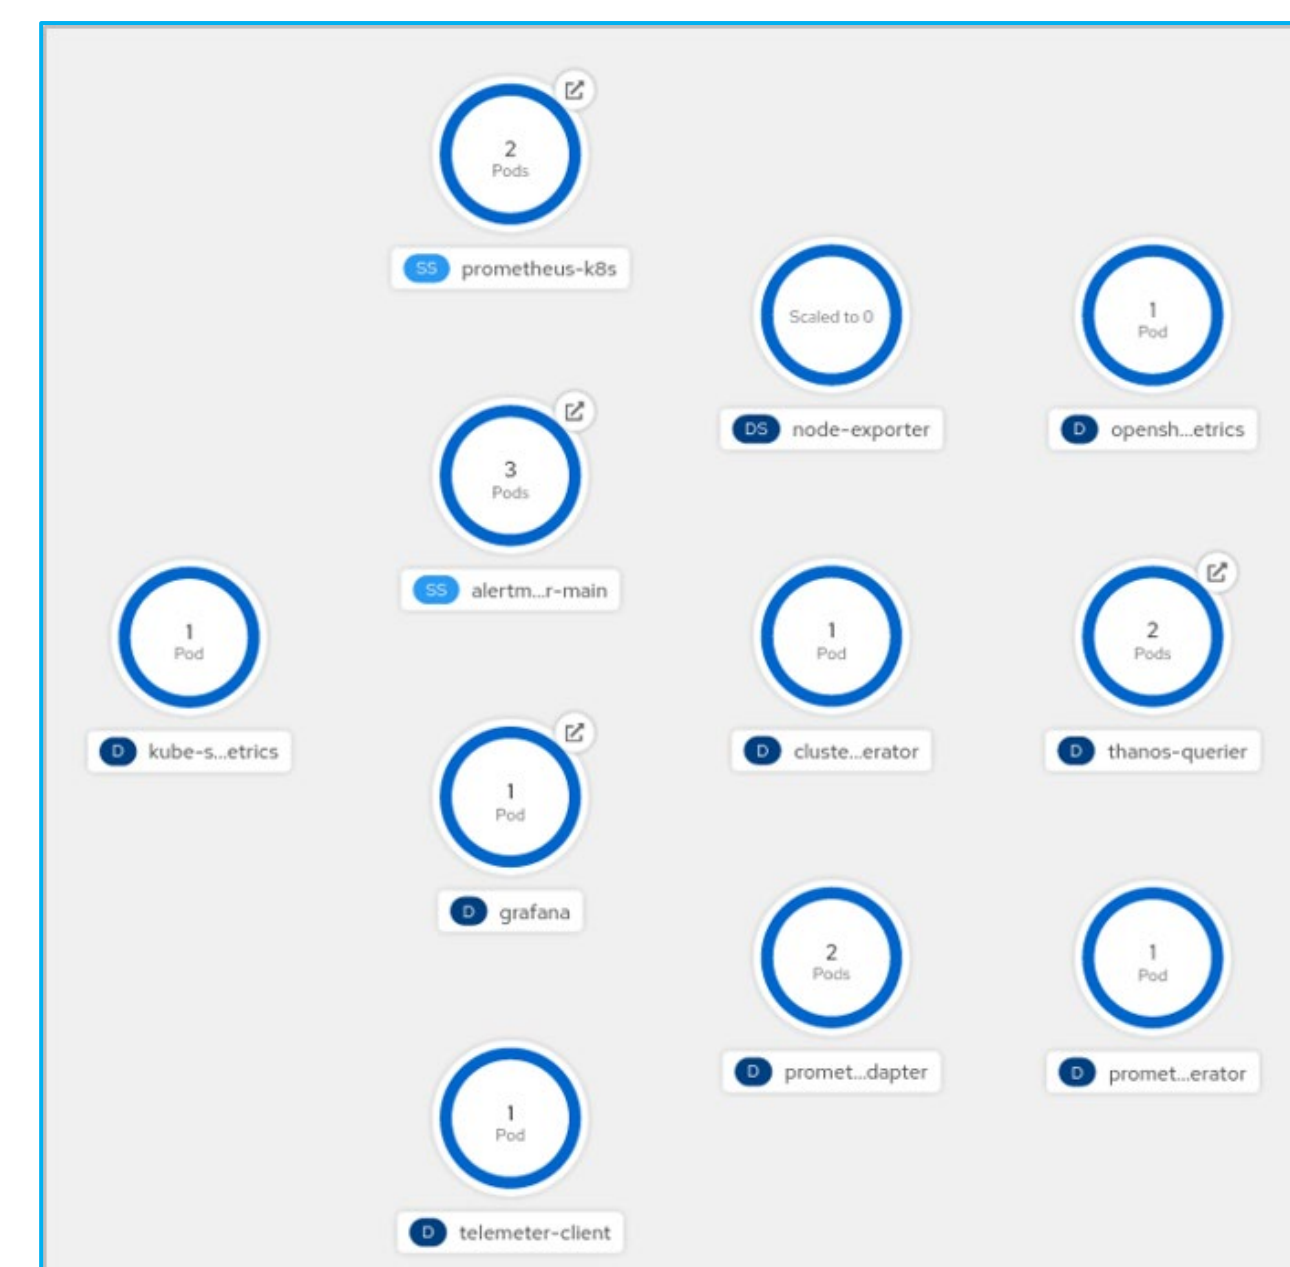 2
Pods
SS prometheus-k8s
Scaled to 0
DS node-exporter
1
Pod
D opensh...etrics
3
Pods
SS alertm...r-main
1
Pod
D kube-s...etrics
1
Pod
D cluste...erator
2
Pods
D thanos-querier
1
Pod
D grafana
2
Pods
D promet...dapter
1
Pod
D promet...erator
1
Pod
D telemeter-client